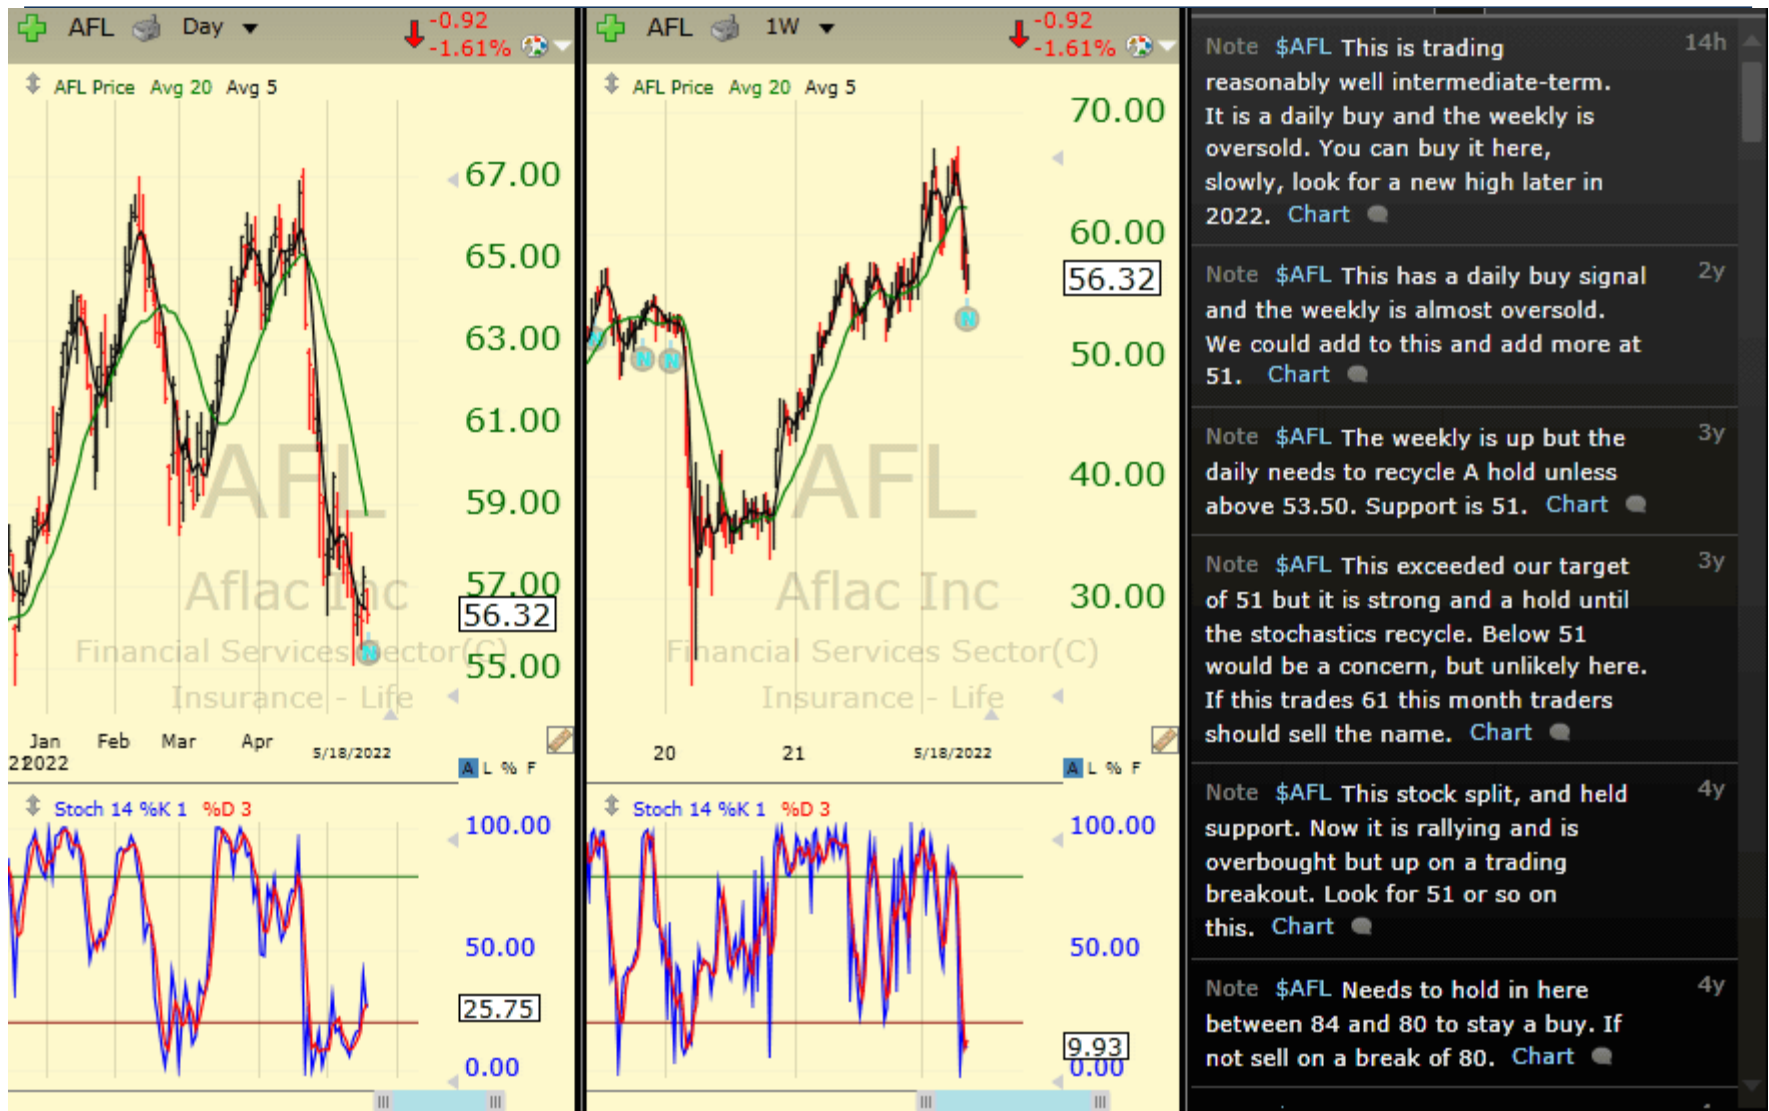 AFL Day -0.92
-1.61%
AFL Price Avg 20 Avg 5
67.00
65.00
63.00
61.00
59.00
57.00
56.32
55.00
AFL
Aflac Inc
Financial Services Sector(C)
Insurance - Life
N
Jan Feb Mar Apr 5/18/2022
212022
A L % F
Stoch 14 %K 1 %D 3
100.00
50.00
25.75
0.00
AFL 1W -0.92
-1.61%
AFL Price Avg 20 Avg 5
70.00
60.00
56.32
50.00
40.00
30.00
AFL
Aflac Inc
Financial Services Sector(C)
Insurance - Life
N N N N
20 21 5/18/2022
A L % F
Stoch 14 %K 1 %D 3
100.00
50.00
9.93
0.00
Note $AFL This is trading 14h
reasonably well intermediate-term.
It is a daily buy and the weekly is
oversold. You can buy it here,
slowly, look for a new high later in
2022. Chart
Note $AFL This has a daily buy signal 2y
and the weekly is almost oversold.
We could add to this and add more at
51. Chart
Note $AFL The weekly is up but the 3y
daily needs to recycle A hold unless
above 53.50. Support is 51. Chart
Note $AFL This exceeded our target 3y
of 51 but it is strong and a hold until
the stochastics recycle. Below 51
would be a concern, but unlikely here.
If this trades 61 this month traders
should sell the name. Chart
Note $AFL This stock split, and held 4y
support. Now it is rallying and is
overbought but up on a trading
breakout. Look for 51 or so on
this. Chart
Note $AFL Needs to hold in here 4y
between 84 and 80 to stay a buy. If
not sell on a break of 80. Chart